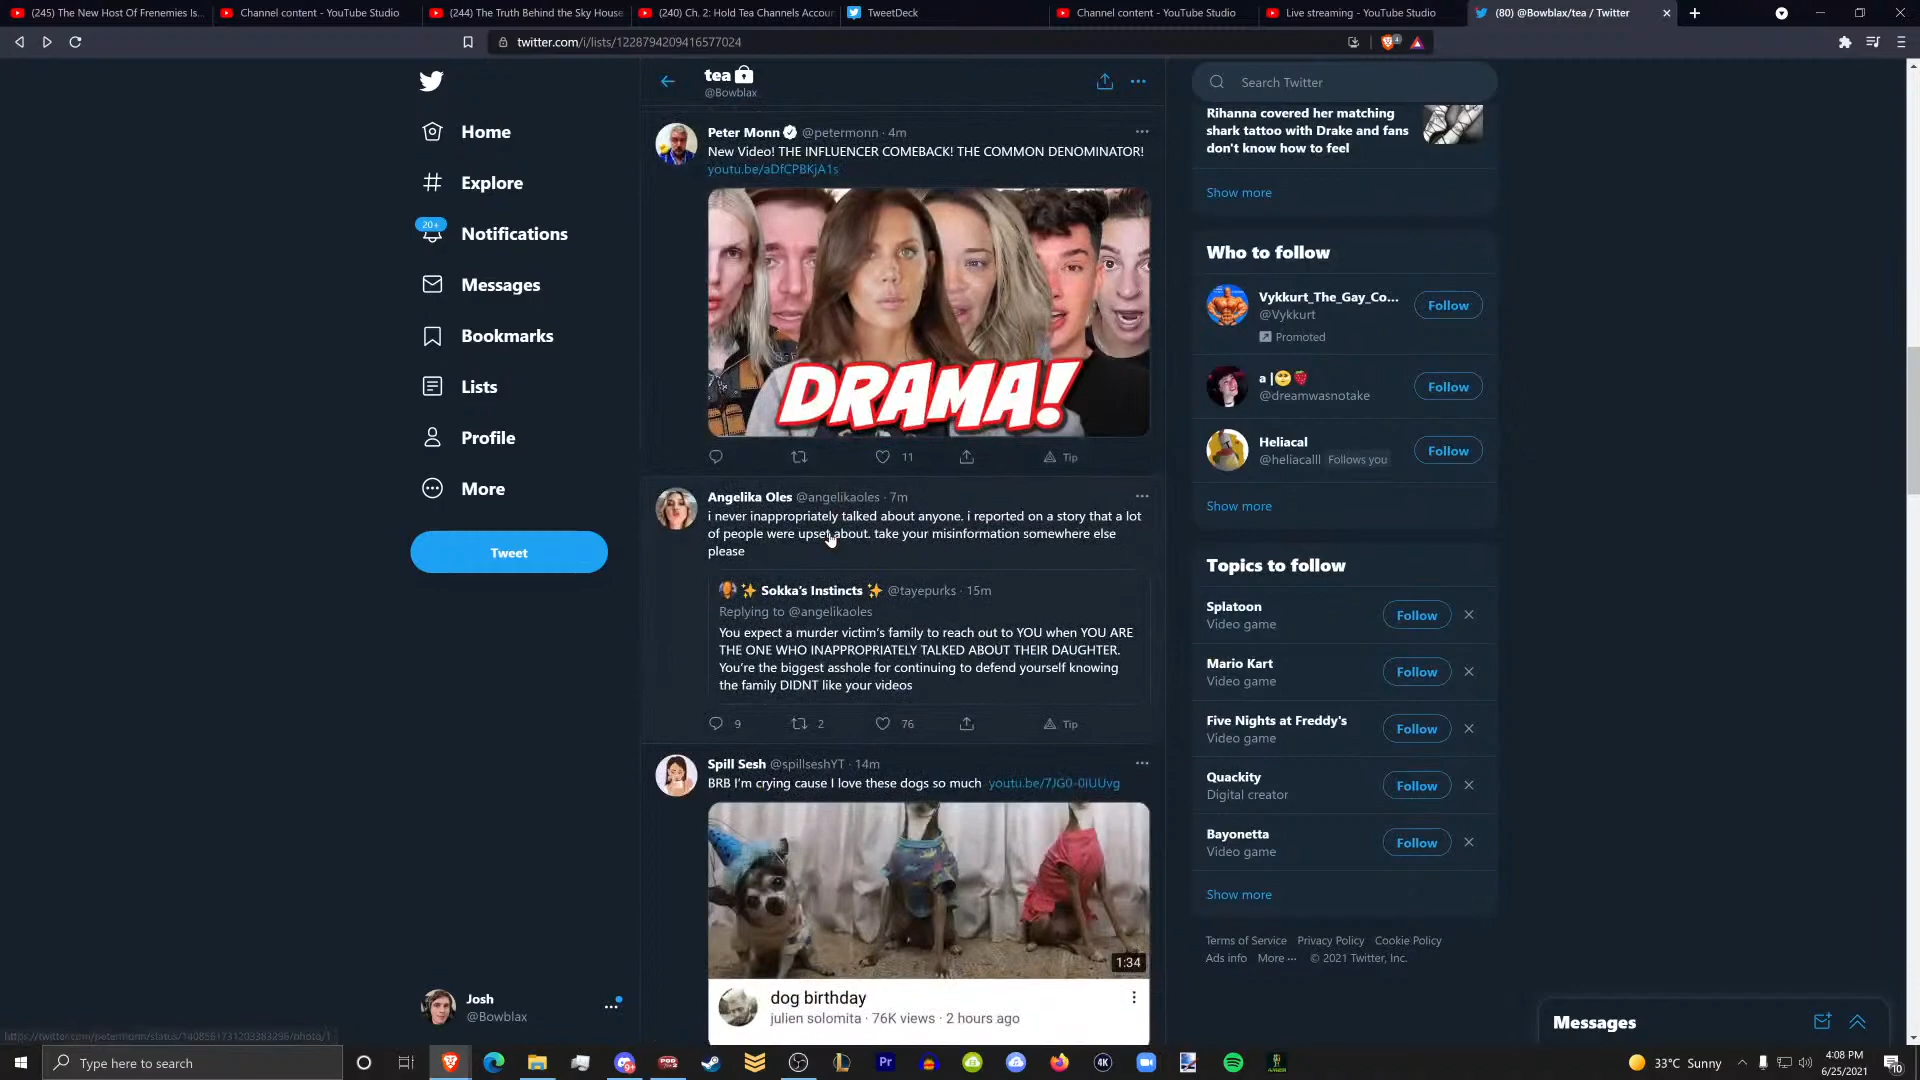 (245) The New Host Of Frenemies Is...
Channel content - YouTube Studio
(244) The Truth Behind the Sky House
(240) Ch. 2: Hold Tea Channels Accoun
TweetDeck
Channel content - YouTube Studio
Live streaming - YouTube Studio
(80) @Bowblax/tea / Twitter
twitter.com/i/lists/1228794209416577024
4
Home
Explore
20+
Notifications
Messages
Bookmarks
Lists
Profile
More
Tweet
Josh
@Bowblax
tea
@Bowblax
Peter Monn @petermonn · 4m
New Video! THE INFLUENCER COMEBACK! THE COMMON DENOMINATOR!
youtu.be/aDfCPBKjA1s
DRAMA!
11
Tip
Angelika Oles @angelikaoles · 7m
i never inappropriately talked about anyone. i reported on a story that a lot
of people were upset about. take your misinformation somewhere else
please
✨ Sokka's Instincts ✨ @tayepurks · 15m
Replying to @angelikaoles
You expect a murder victim's family to reach out to YOU when YOU ARE
THE ONE WHO INAPPROPRIATELY TALKED ABOUT THEIR DAUGHTER.
You're the biggest asshole for continuing to defend yourself knowing
the family DIDNT like your videos
9 2 76 Tip
Spill Sesh @spillseshYT · 14m
BRB I'm crying cause I love these dogs so much youtu.be/7JG0-0iUUvg
1:34
dog birthday
julien solomita · 76K views · 2 hours ago
Search Twitter
Rihanna covered her matching
shark tattoo with Drake and fans
don't know how to feel
Show more
Who to follow
Vykkurt_The_Gay_Co...
@Vykkurt
Promoted
Follow
a |🥺🍓
@dreamwasnotake
Follow
Heliacal
@heliacalll Follows you
Follow
Show more
Topics to follow
Splatoon
Video game
Follow
Mario Kart
Video game
Follow
Five Nights at Freddy's
Video game
Follow
Quackity
Digital creator
Follow
Bayonetta
Video game
Follow
Show more
Terms of Service Privacy Policy Cookie Policy
Ads info More ··· © 2021 Twitter, Inc.
Messages
Type here to search
33°C Sunny
4:08 PM
6/25/2021
10